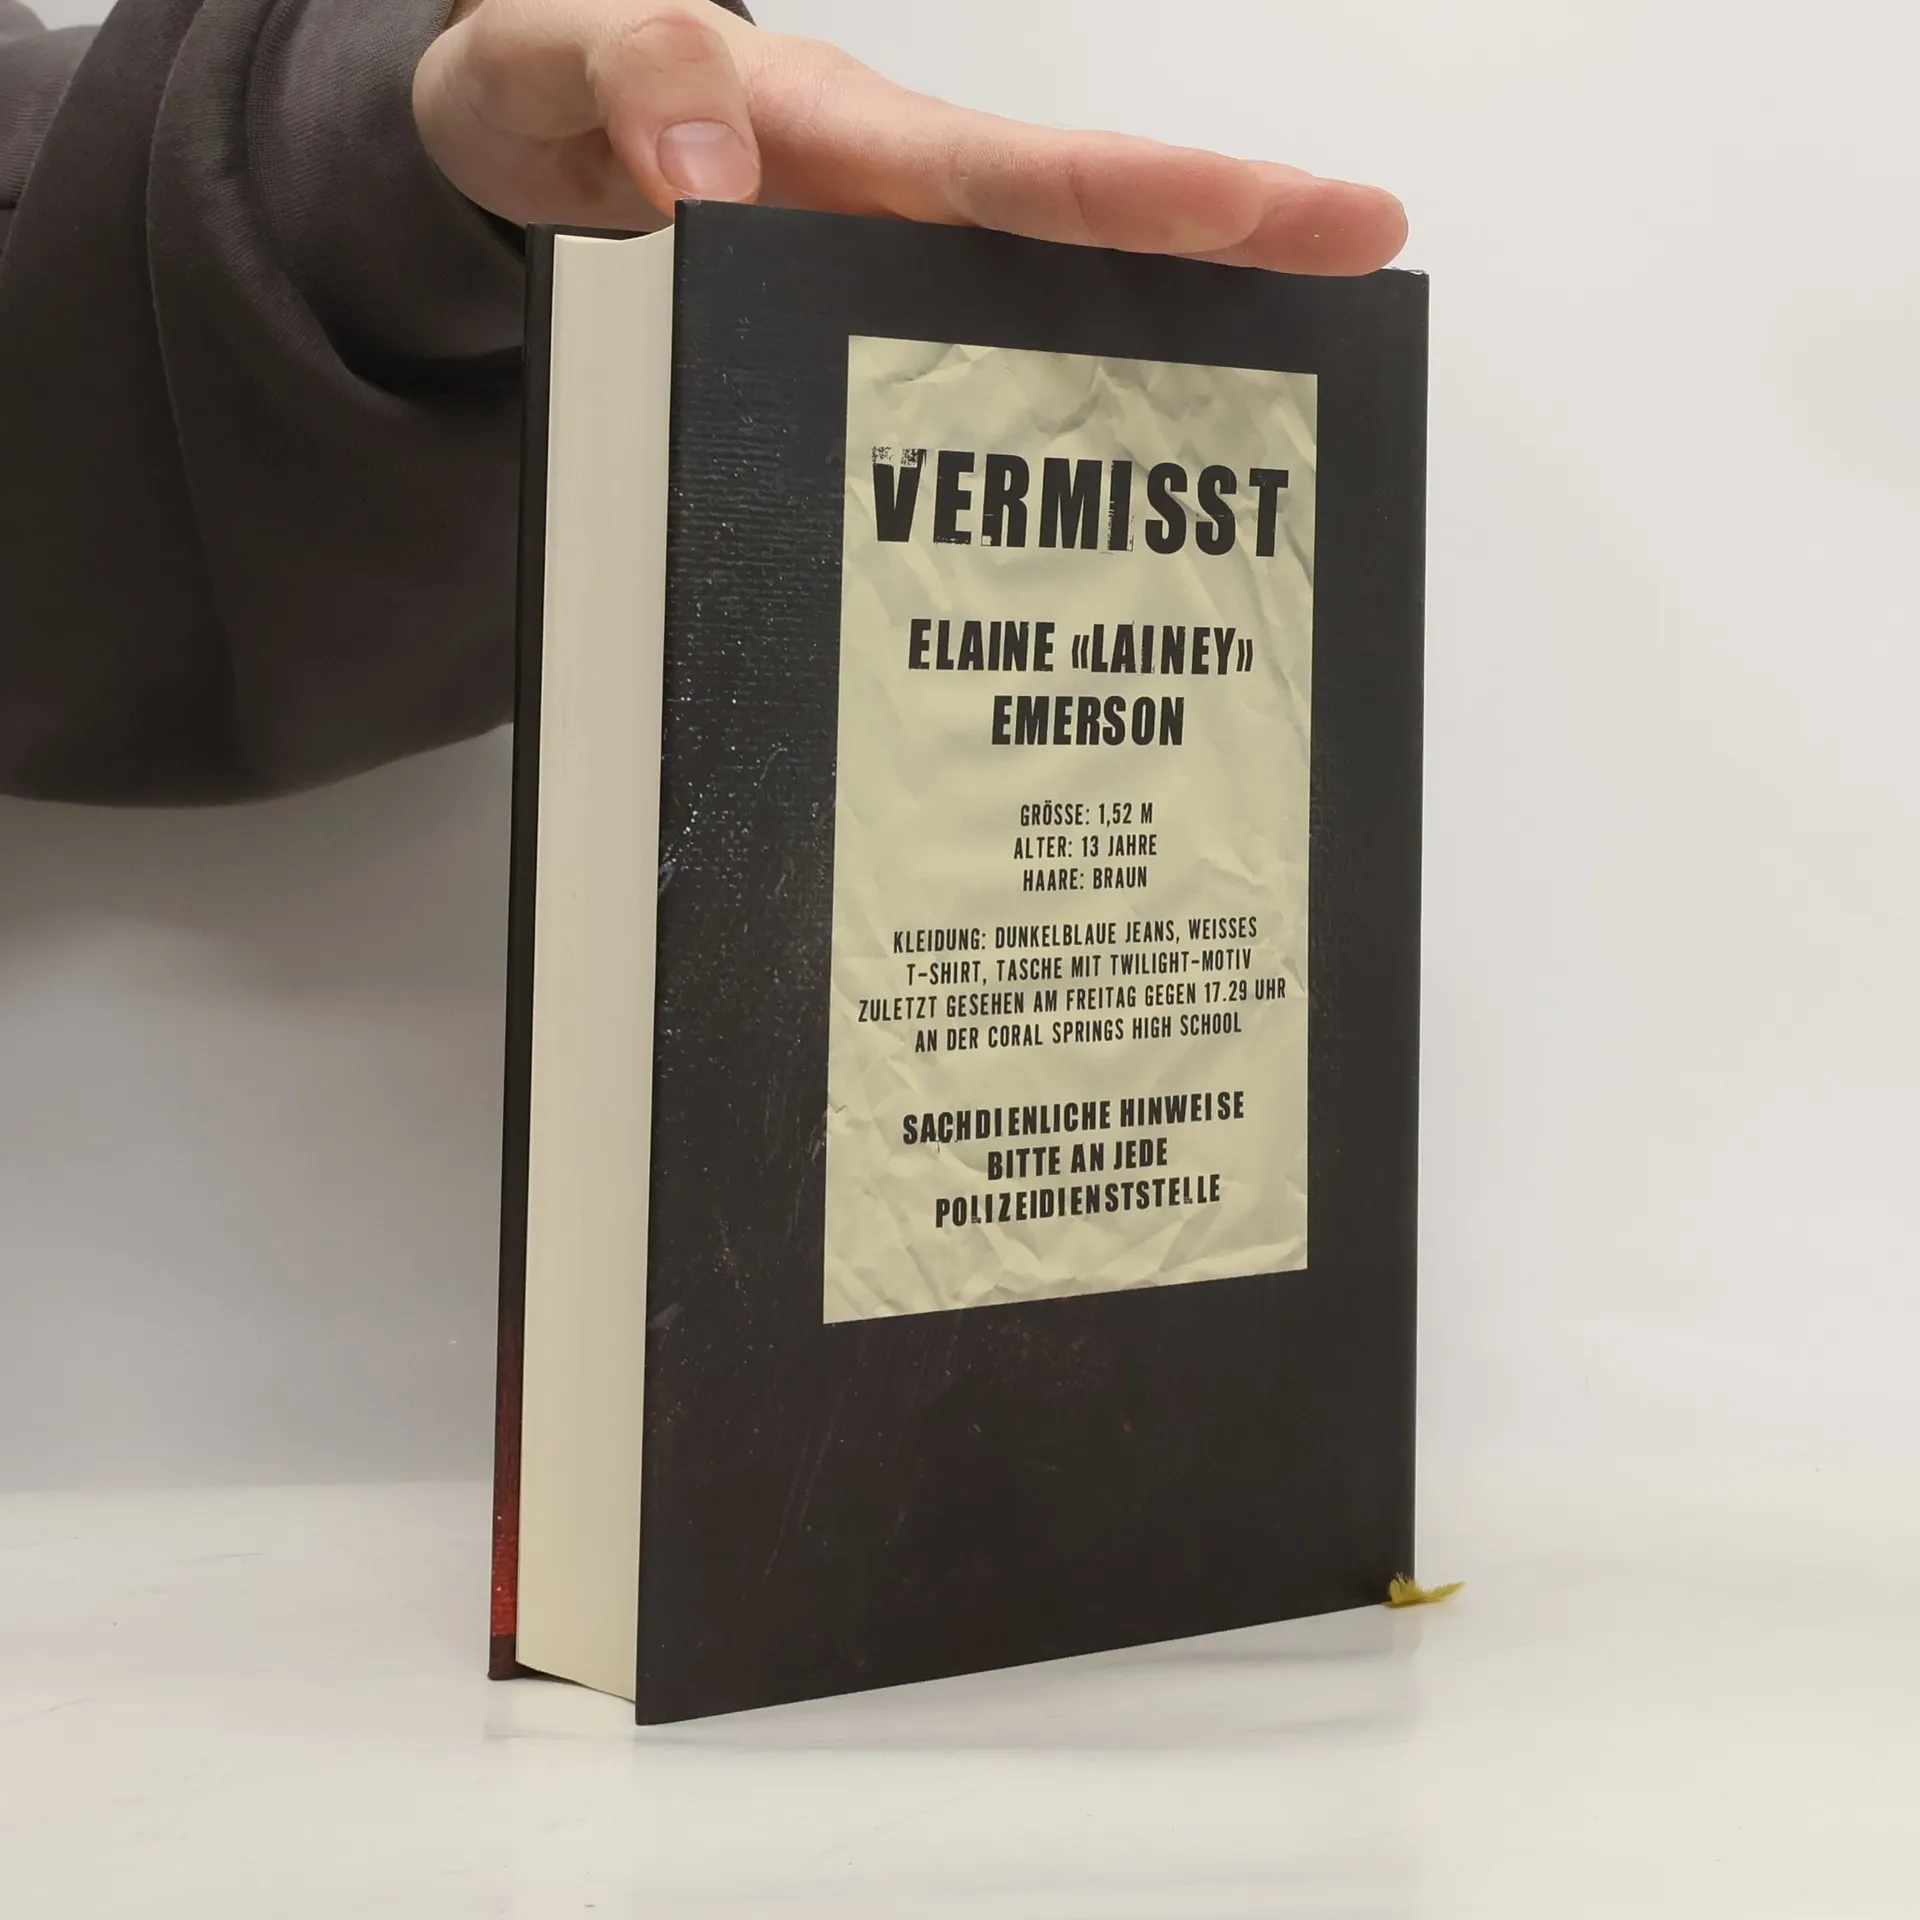 VERMISST
ELAINE «LAINEY»
EMERSON
GRÖSSE: 1,52 M
ALTER: 13 JAHRE
HAARE: BRAUN
KLEIDUNG: DUNKELBLAUE JEANS, WEISSES
T-SHIRT, TASCHE MIT TWILIGHT-MOTIV
ZULETZT GESEHEN AM FREITAG GEGEN 17.29 UHR
AN DER CORAL SPRINGS HIGH SCHOOL
SACHDIENLICHE HINWEISE
BITTE AN JEDE
POLIZEIDIENSTSTELLE